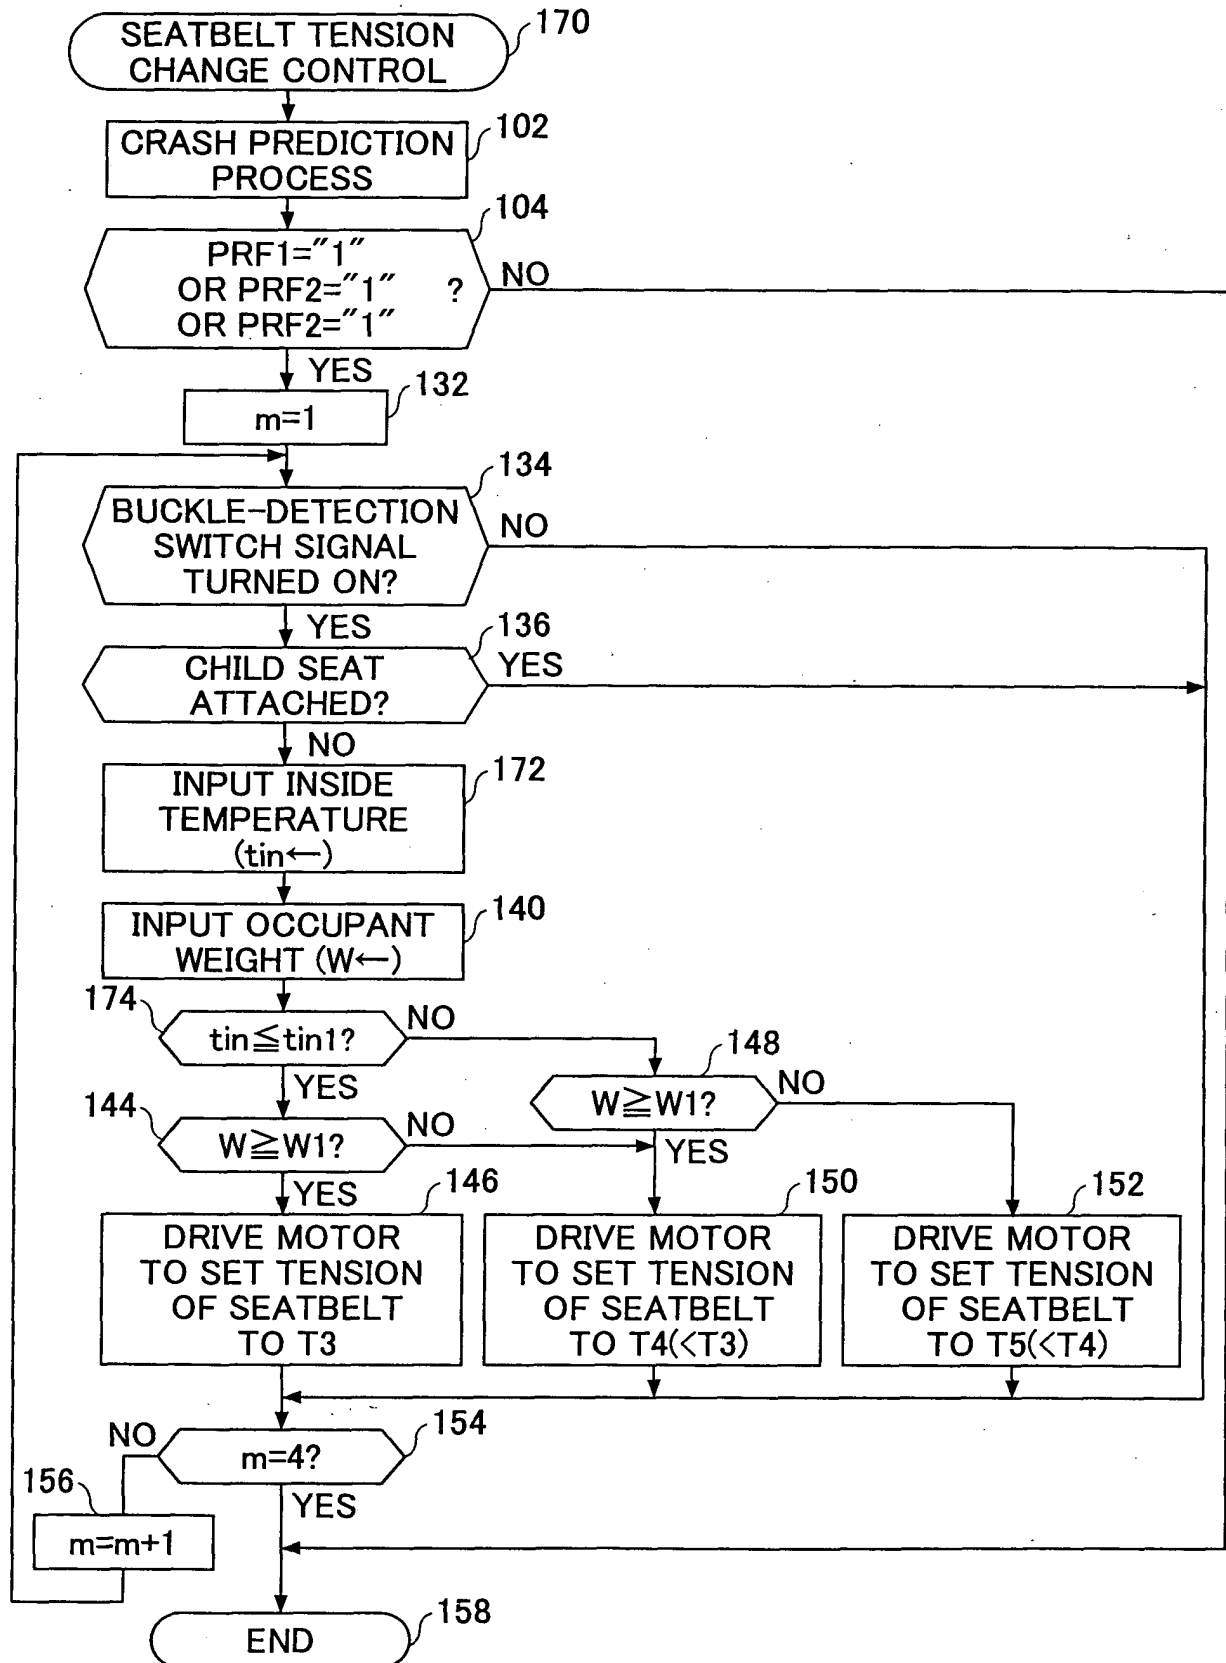 SEATBELT TENSION
CHANGE CONTROL
170
CRASH PREDICTION
PROCESS
102
104
PRF1="1"
OR PRF2="1" ?
OR PRF2="1"
NO
YES
132
m=1
134
BUCKLE-DETECTION
SWITCH SIGNAL
TURNED ON?
NO
YES
136
CHILD SEAT
ATTACHED?
YES
NO
172
INPUT INSIDE
TEMPERATURE
(tin←)
140
INPUT OCCUPANT
WEIGHT (W←)
174
tin≦tin1?
NO
YES
148
W≧W1?
NO
YES
144
W≧W1?
NO
YES
146
DRIVE MOTOR
TO SET TENSION
OF SEATBELT
TO T3
150
DRIVE MOTOR
TO SET TENSION
OF SEATBELT
TO T4(<T3)
152
DRIVE MOTOR
TO SET TENSION
OF SEATBELT
TO T5(<T4)
154
m=4?
NO
YES
156
m=m+1
158
END